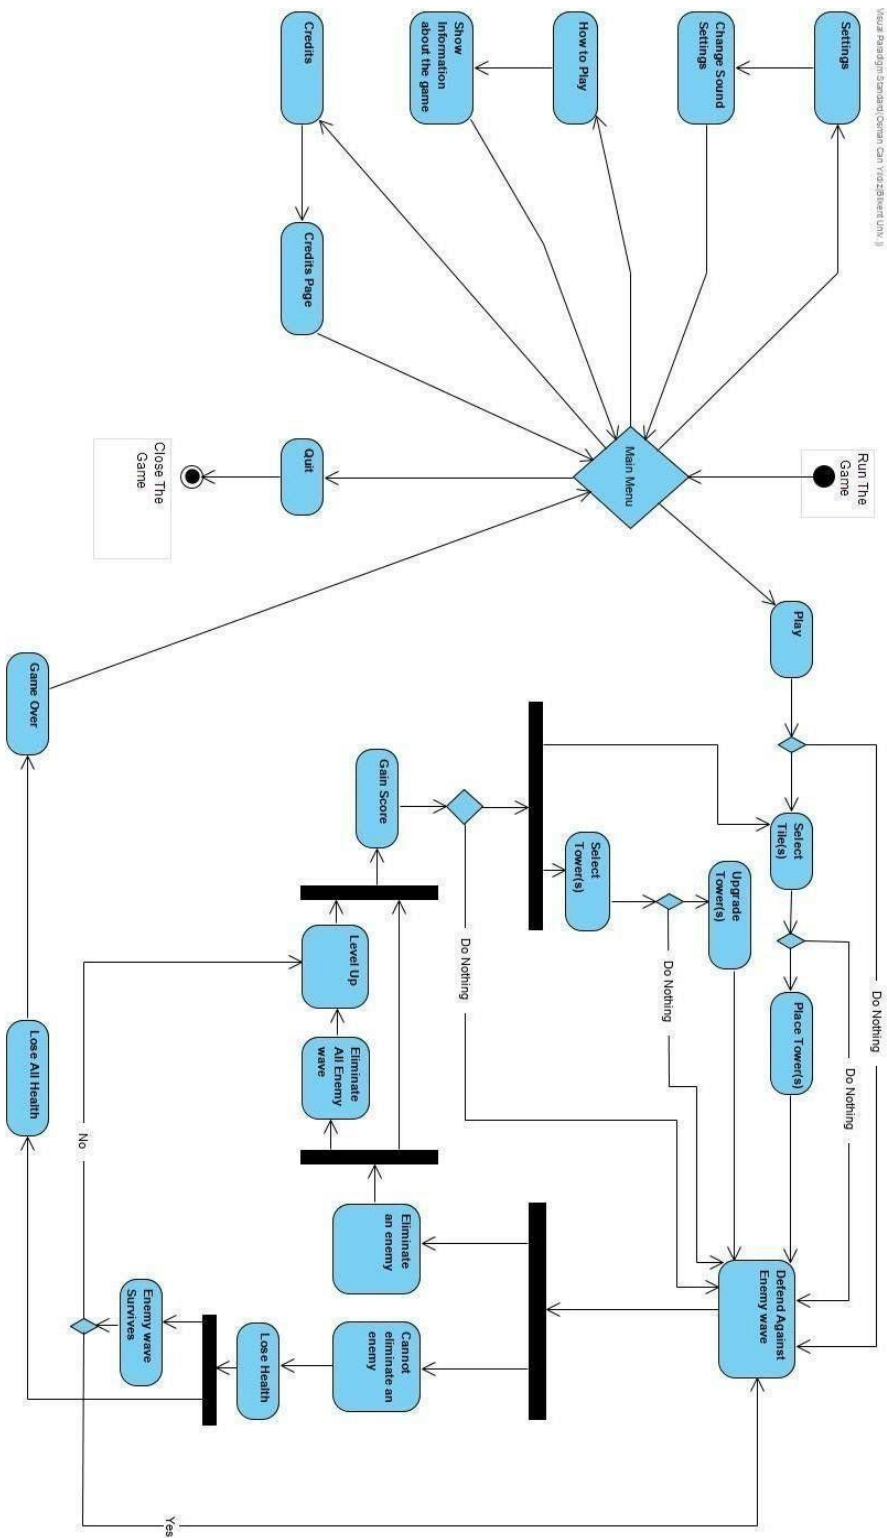 Visual Paradigm Standard(Osman Can Yıldız(Bilkent Univ.))
Settings
Change Sound
Settings
How to Play
Show
Information
about the game
Credits
Credits Page
Run The
Game
Main Menu
Quit
Close The
Game
Play
Select
Tile(s)
Place Tower(s)
Do Nothing
Do Nothing
Upgrade
Tower(s)
Select
Tower(s)
Do Nothing
Do Nothing
Gain Score
Level Up
Eliminate
All Enemy
wave
Eliminate
an enemy
Cannot
eliminate an
enemy
Defend Against
Enemy wave
Lose Health
Enemy wave
Survives
No
Yes
Lose All Health
Game Over